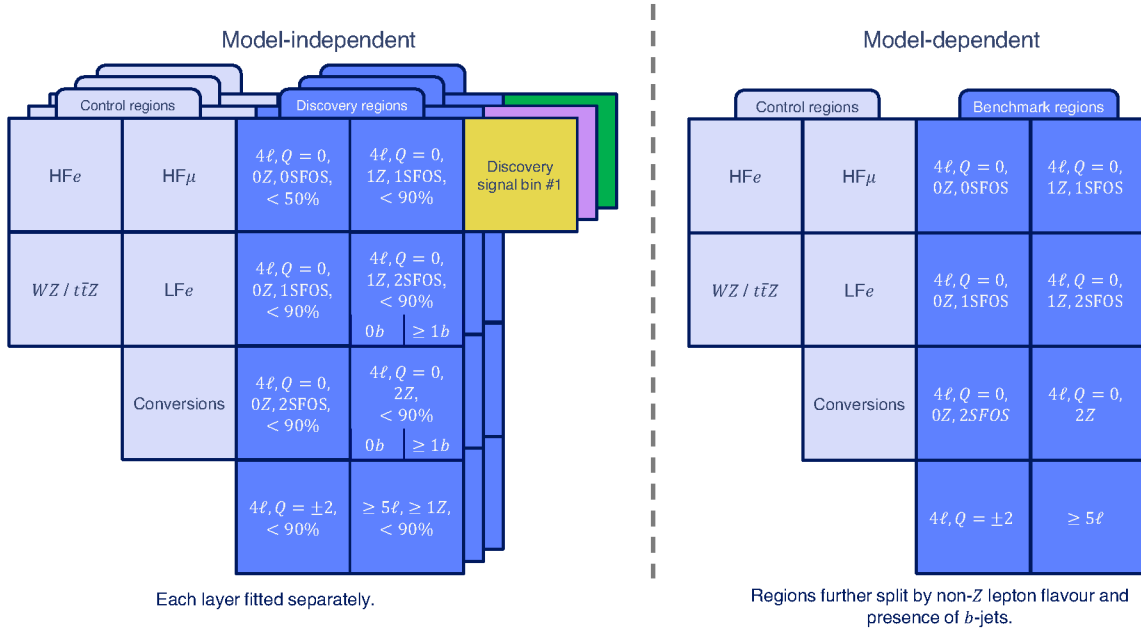 Model-independent
Control regions
Discovery regions
HFe
HFμ
4ℓ, Q = 0,
0Z, 0SFOS,
< 50%
4ℓ, Q = 0,
1Z, 1SFOS,
< 90%
Discovery
signal bin #1
WZ / tt̄Z
LFe
4ℓ, Q = 0,
0Z, 1SFOS,
< 90%
4ℓ, Q = 0,
1Z, 2SFOS,
< 90%
0b
≥ 1b
Conversions
4ℓ, Q = 0,
0Z, 2SFOS,
< 90%
4ℓ, Q = 0,
2Z,
< 90%
0b
≥ 1b
4ℓ, Q = ±2,
< 90%
≥ 5ℓ, ≥ 1Z,
< 90%
Each layer fitted separately.
Model-dependent
Control regions
Benchmark regions
HFe
HFμ
4ℓ, Q = 0,
0Z, 0SFOS
4ℓ, Q = 0,
1Z, 1SFOS
WZ / tt̄Z
LFe
4ℓ, Q = 0,
0Z, 1SFOS
4ℓ, Q = 0,
1Z, 2SFOS
Conversions
4ℓ, Q = 0,
0Z, 2SFOS
4ℓ, Q = 0,
2Z
4ℓ, Q = ±2
≥ 5ℓ
Regions further split by non-Z lepton flavour and
presence of b-jets.